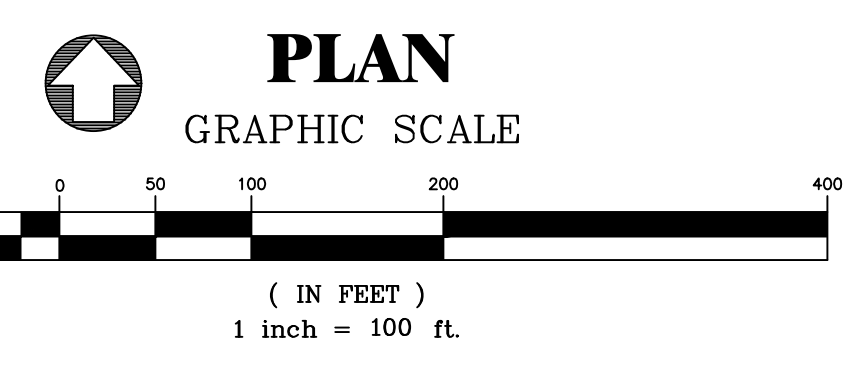 PLAN
GRAPHIC SCALE
0 50 100 200 400
( IN FEET )
1 inch = 100 ft.